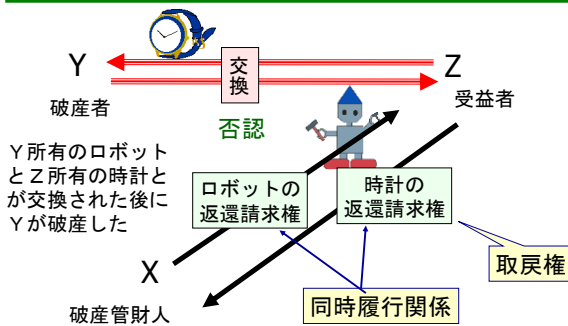 Y
交
換
Z
破産者
受益者
否認
Y所有のロボット
とZ所有の時計と
が交換された後に
Yが破産した
ロボットの
返還請求権
時計の
返還請求権
取戻権
X
破産管財人
同時履行関係